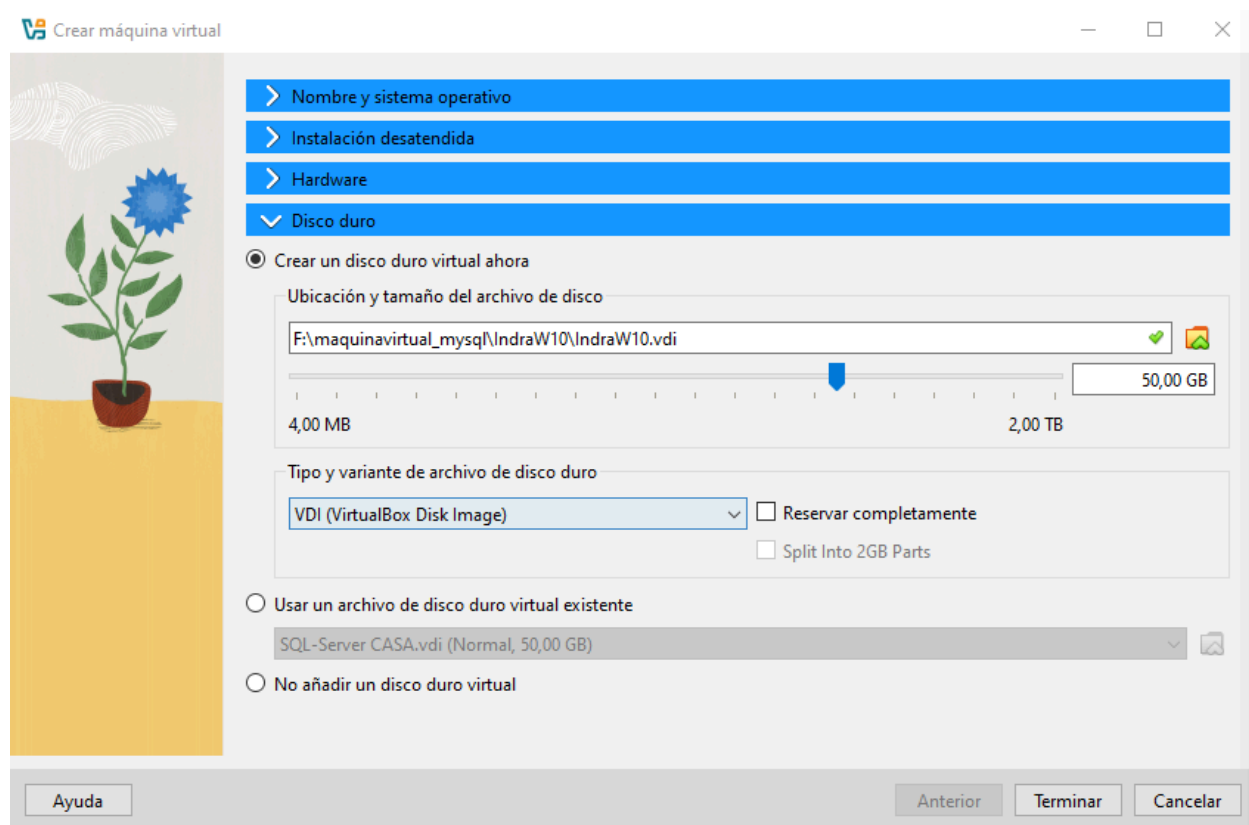 Crear máquina virtual
Nombre y sistema operativo
Instalación desatendida
Hardware
Disco duro
Crear un disco duro virtual ahora
Ubicación y tamaño del archivo de disco
F:\maquinavirtual_mysql\IndraW10\IndraW10.vdi
50,00 GB
4,00 MB 2,00 TB
Tipo y variante de archivo de disco duro
VDI (VirtualBox Disk Image) Reservar completamente
Split Into 2GB Parts
Usar un archivo de disco duro virtual existente
SQL-Server CASA.vdi (Normal, 50,00 GB)
No añadir un disco duro virtual
Ayuda Anterior Terminar Cancelar